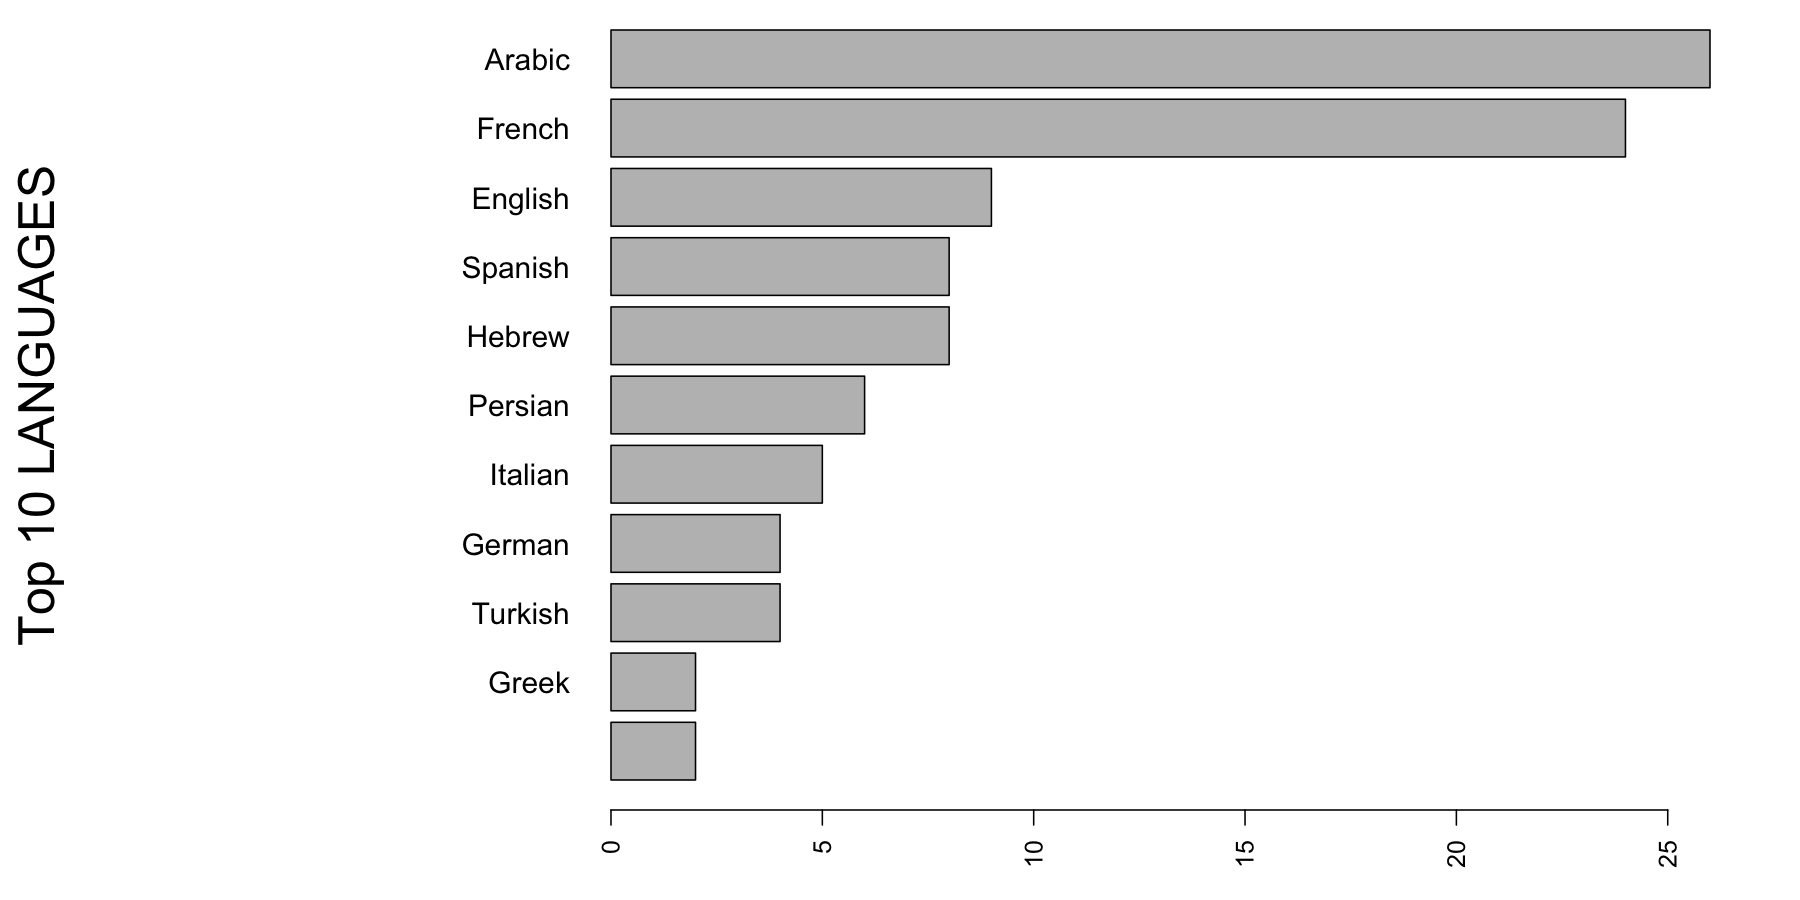 Top 10 LANGUAGES
Arabic
French
English
Spanish
Hebrew
Persian
Italian
German
Turkish
Greek
0 5 10 15 20 25